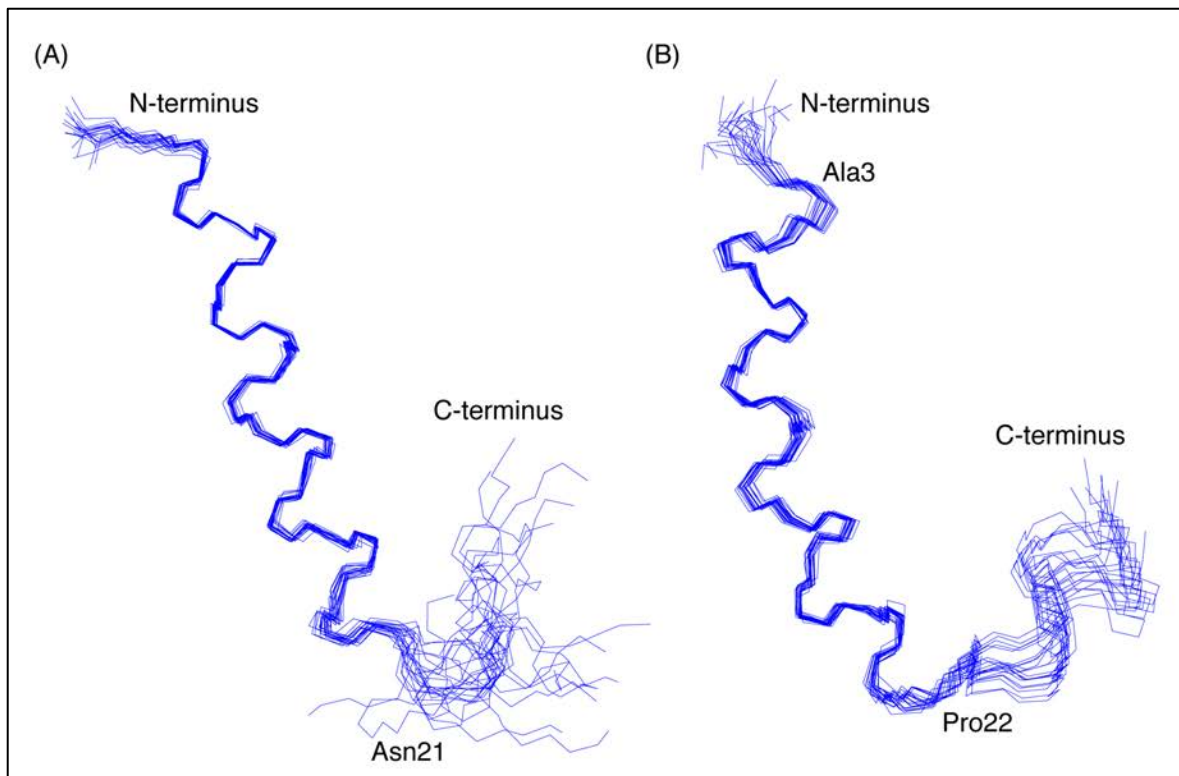 (A)
N-terminus
C-terminus
Asn21
(B)
N-terminus
Ala3
C-terminus
Pro22